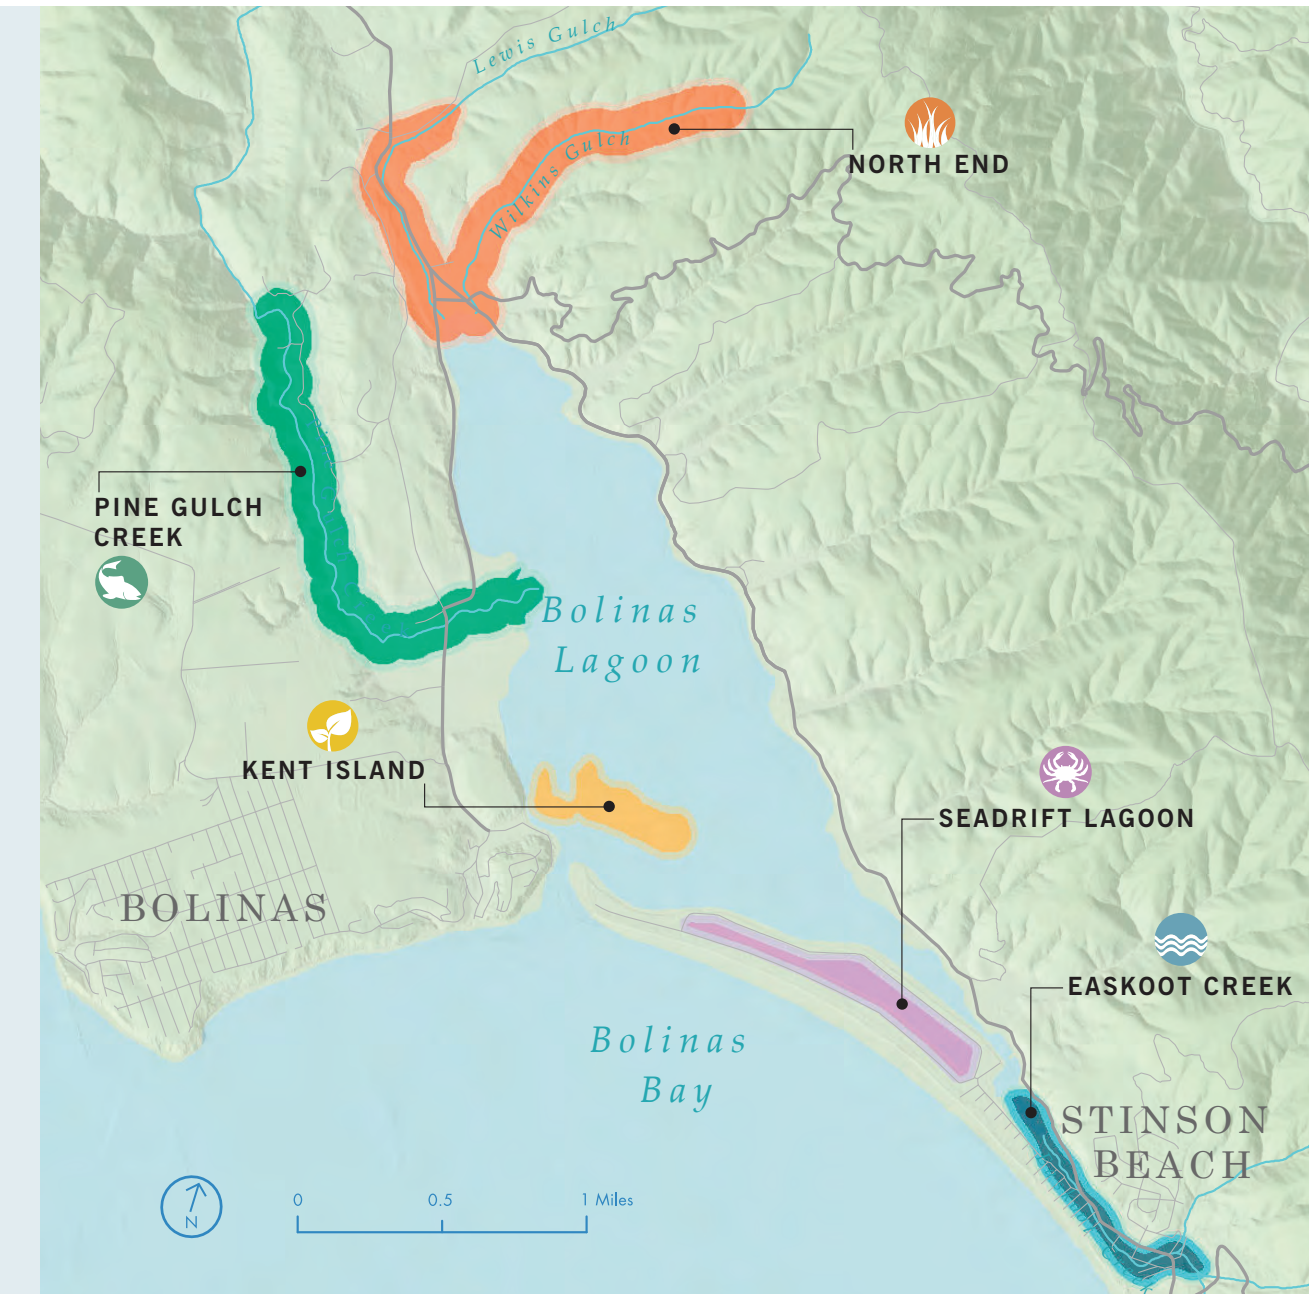 Lewis Gulch
Wilkins Gulch
NORTH END
PINE GULCH
CREEK
Bolinas
Lagoon
KENT ISLAND
SEADRIFT LAGOON
BOLINAS
EASKOOT CREEK
Bolinas
Bay
STINSON
BEACH
N
0 0.5 1 Miles